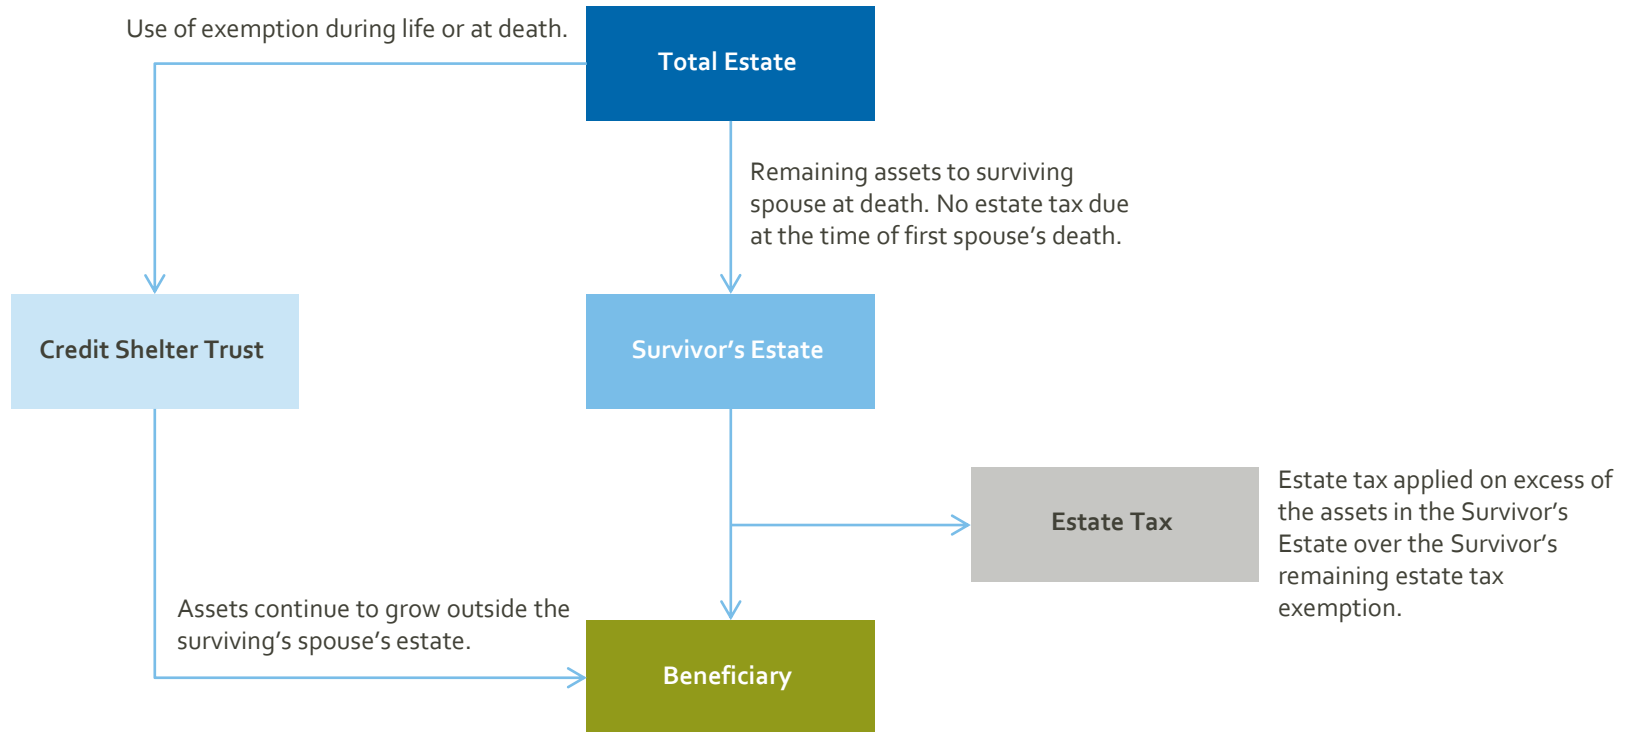 Use of exemption during life or at death.
Total Estate
Remaining assets to surviving
spouse at death. No estate tax due
at the time of first spouse’s death.
Credit Shelter Trust
Survivor’s Estate
Estate Tax
Estate tax applied on excess of
the assets in the Survivor’s
Estate over the Survivor’s
remaining estate tax
exemption.
Assets continue to grow outside the
surviving’s spouse’s estate.
Beneficiary